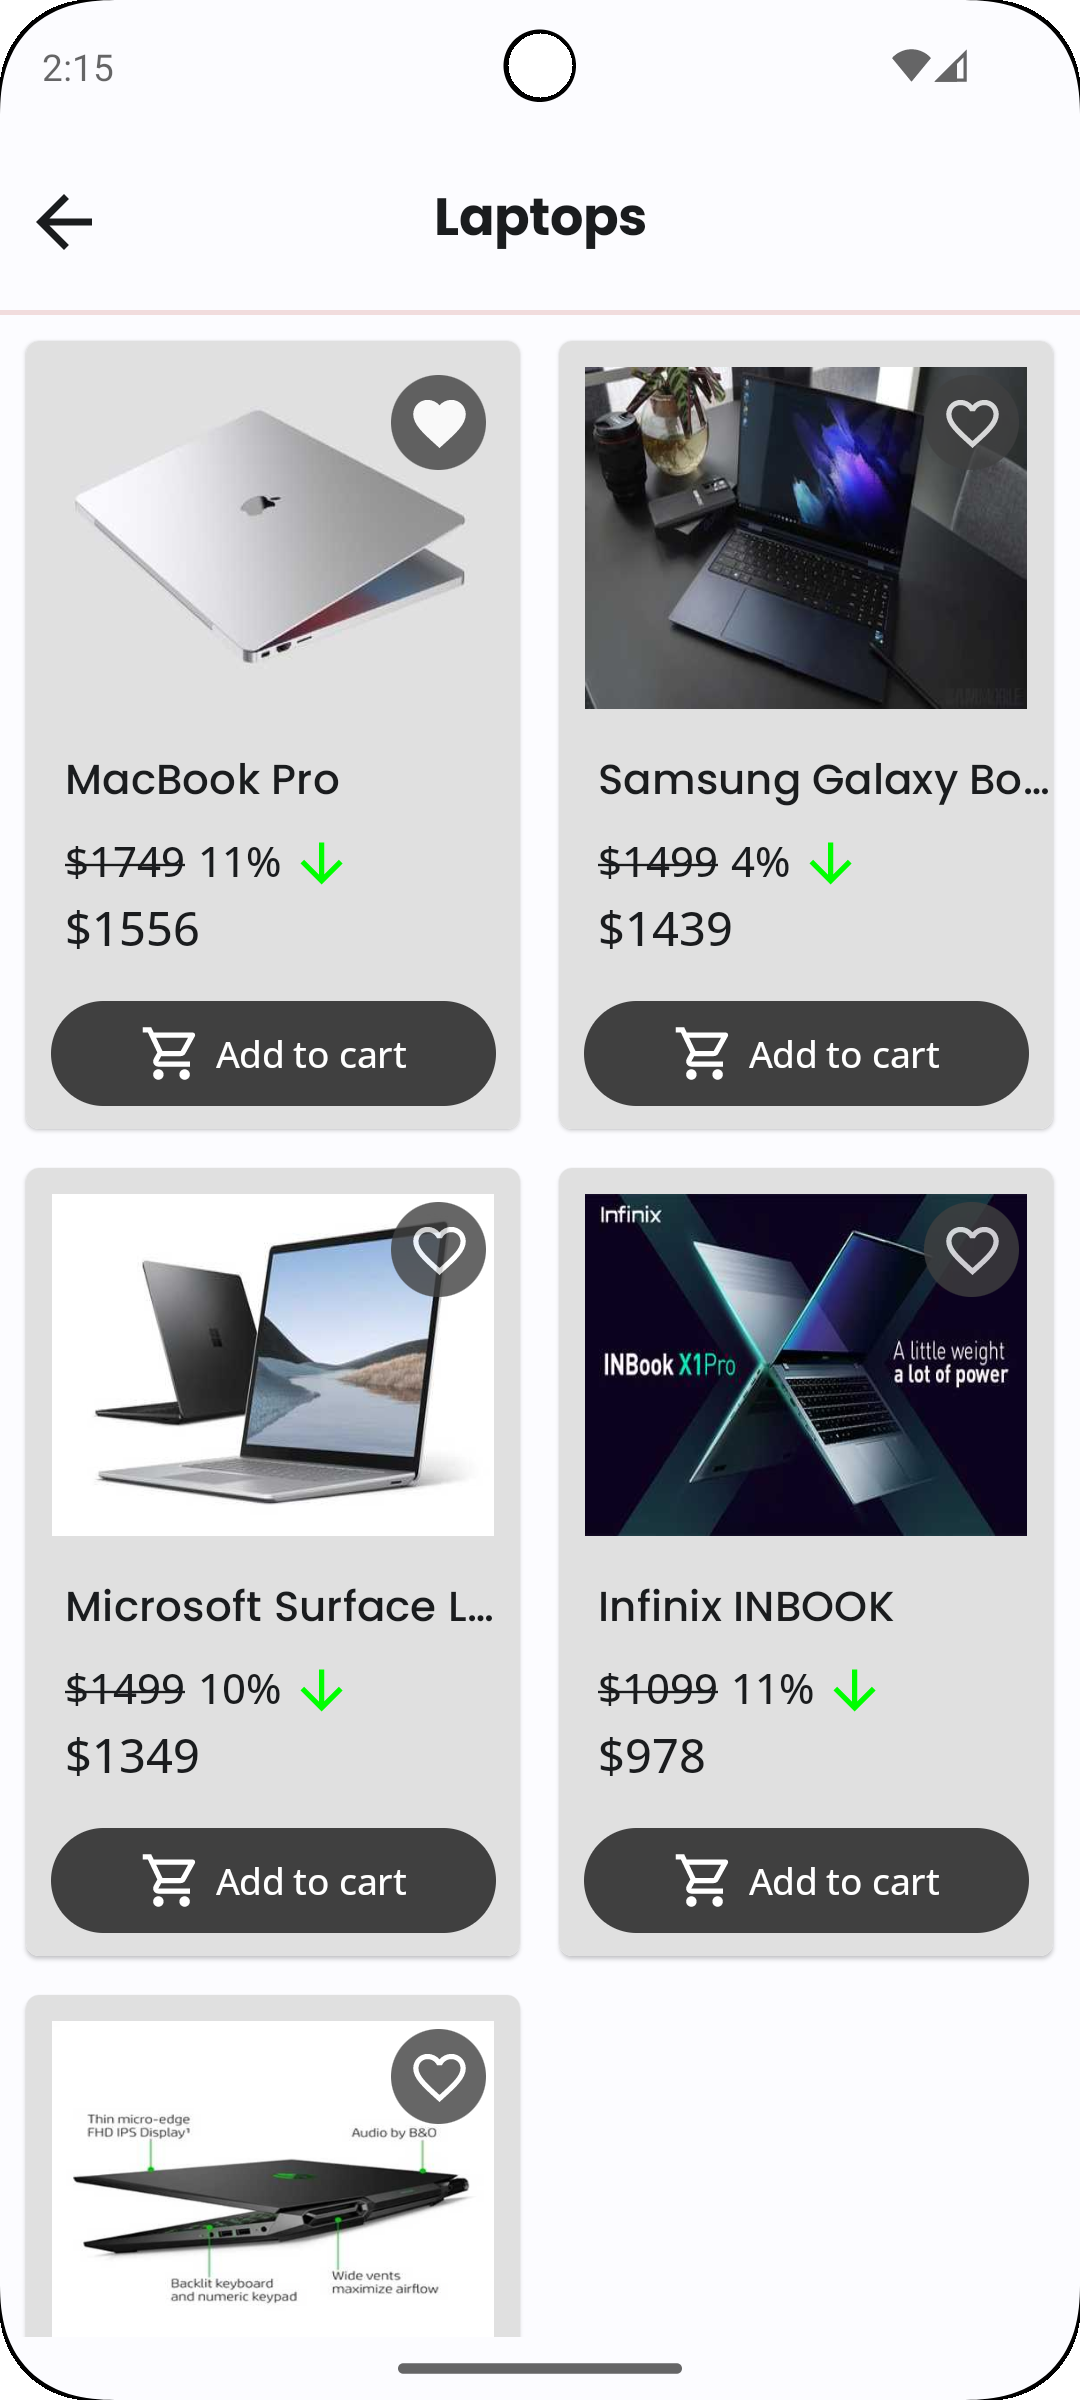 2:15
Laptops
MacBook Pro
$1749 11%
$1556
Add to cart
Samsung Galaxy Bo...
$1499 4%
$1439
Add to cart
Microsoft Surface L...
$1499 10%
$1349
Add to cart
Infinix
INBook X1Pro
A little weight
a lot of power
Infinix INBOOK
$1099 11%
$978
Add to cart
Thin micro-edge
FHD IPS Display¹
Audio by B&O
Backlit keyboard
and numeric keypad
Wide vents
maximize airflow